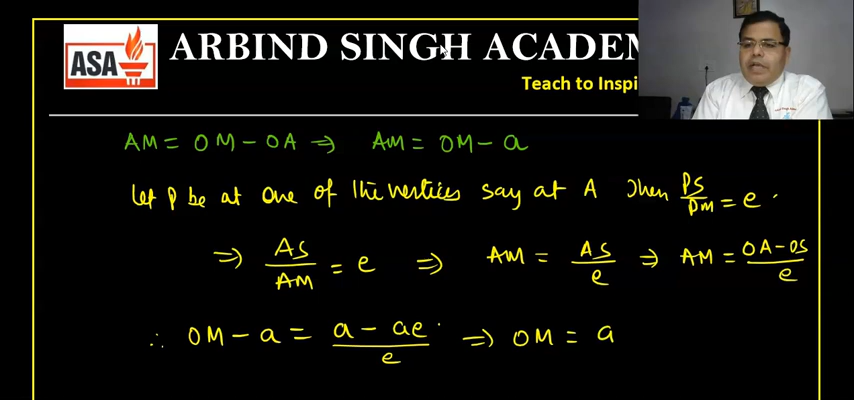 ASA
ARBIND SINGH ACADEM
Teach to Inspi
AM = OM - OA ⇒ AM = OM - a
Let P be at one of the vertices say at A then PS/PM = e.
⇒ AS/AM = e ⇒ AM = AS/e ⇒ AM = OA-OS/e
∴ OM - a = a - ae/e ⇒ OM = a